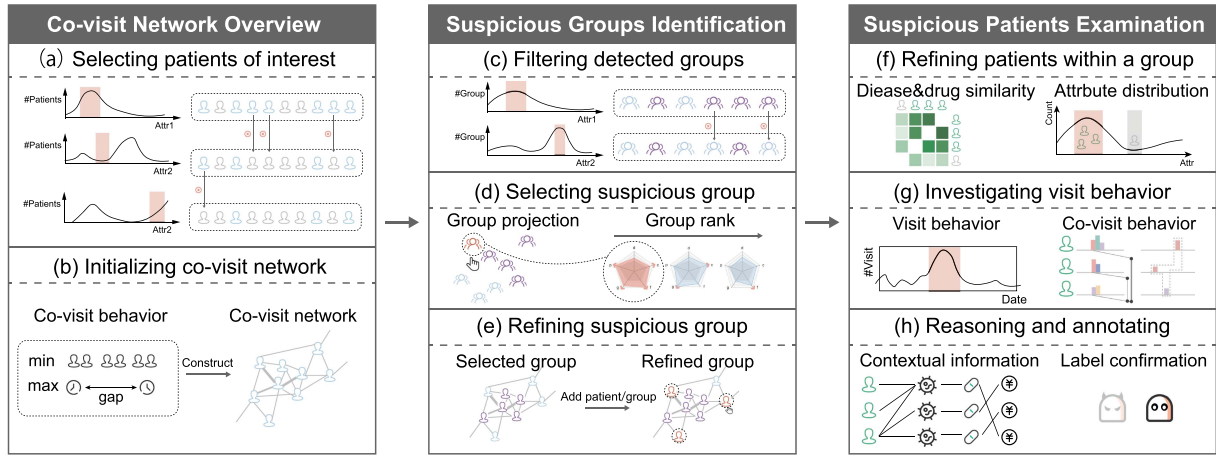 Co-visit Network Overview
(a) Selecting patients of interest
#Patients
Attr1
#Patients
Attr2
#Patients
Attr2
(b) Initializing co-visit network
Co-visit behavior
Co-visit network
min
max
gap
Construct
Suspicious Groups Identification
(c) Filtering detected groups
#Group
Attr1
#Group
Attr2
(d) Selecting suspicious group
Group projection
Group rank
(e) Refining suspicious group
Selected group
Refined group
Add patient/group
Suspicious Patients Examination
(f) Refining patients within a group
Diease&drug similarity
Attrbute distribution
Count
Attr
(g) Investigating visit behavior
Visit behavior
Co-visit behavior
#Visit
Date
(h) Reasoning and annotating
Contextual information
Label confirmation
¥
¥
¥